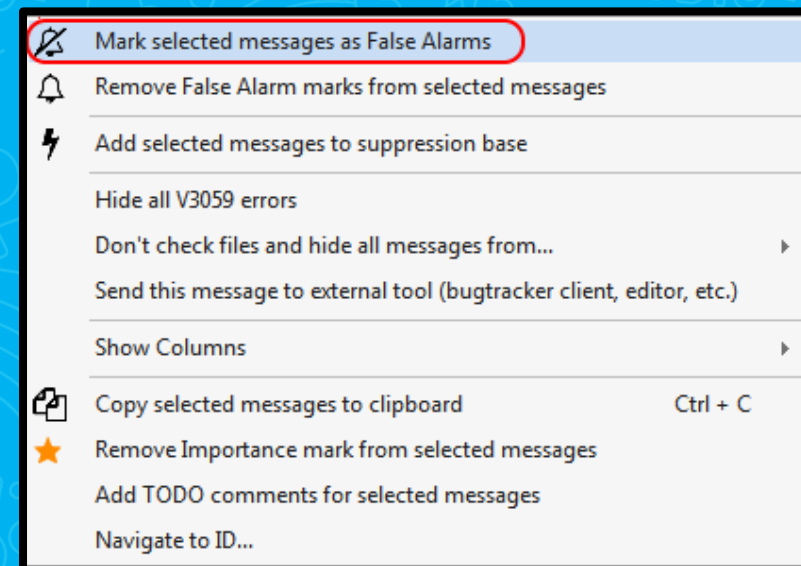 Mark selected messages as False Alarms
Remove False Alarm marks from selected messages
Add selected messages to suppression base
Hide all V3059 errors
Don't check files and hide all messages from...
Send this message to external tool (bugtracker client, editor, etc.)
Show Columns
Copy selected messages to clipboard Ctrl + C
Remove Importance mark from selected messages
Add TODO comments for selected messages
Navigate to ID...